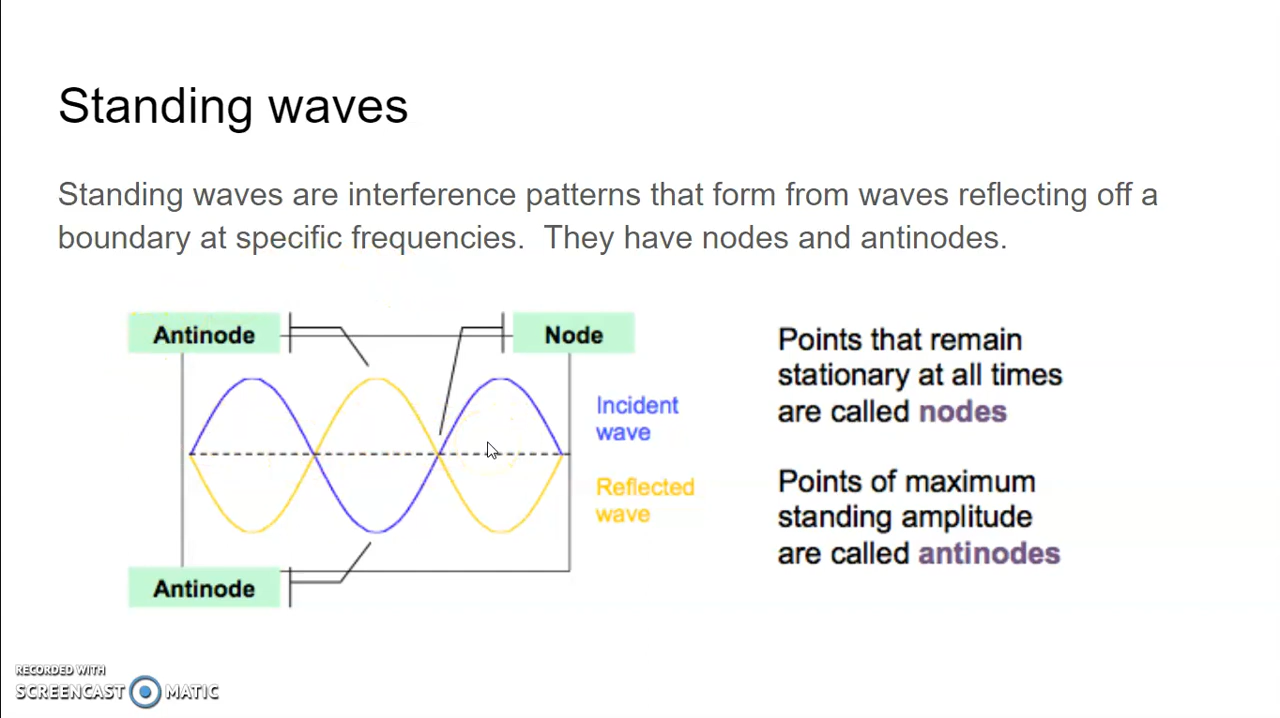 Standing waves
Standing waves are interference patterns that form from waves reflecting off a
boundary at specific frequencies.  They have nodes and antinodes.
Antinode
Node
Incident
wave
Reflected
wave
Antinode
Points that remain
stationary at all times
are called nodes
Points of maximum
standing amplitude
are called antinodes
RECORDED WITH
SCREENCAST MATIC